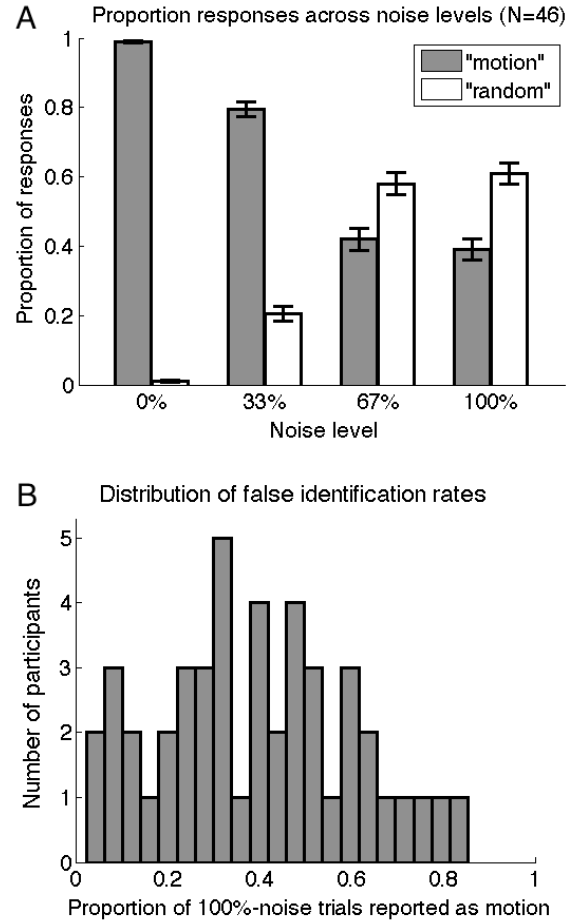 A
Proportion responses across noise levels (N=46)
1
0.8
0.6
0.4
0.2
0
Proportion of responses
"motion"
"random"
0% 33% 67% 100%
Noise level
B
Distribution of false identification rates
5
4
3
2
1
0
Number of participants
0 0.2 0.4 0.6 0.8 1
Proportion of 100%-noise trials reported as motion